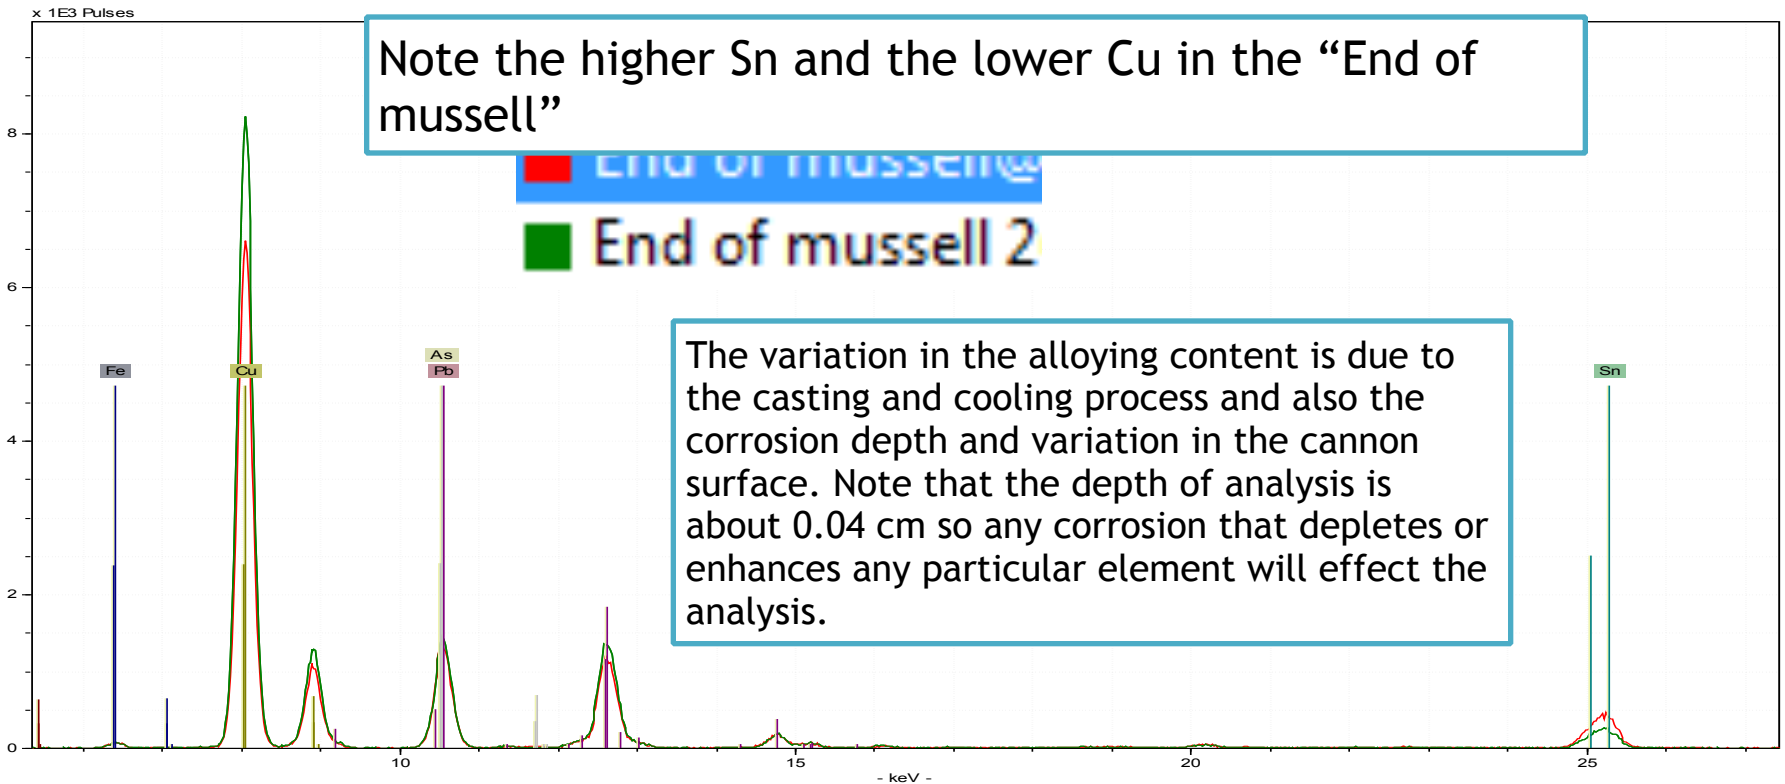 x 1E3 Pulses
Note the higher Sn and the lower Cu in the “End of
mussell”
End of mussell@
End of mussell 2
8
6
4
2
0
Fe
Cu
As
Pb
Sn
The variation in the alloying content is due to
the casting and cooling process and also the
corrosion depth and variation in the cannon
surface. Note that the depth of analysis is
about 0.04 cm so any corrosion that depletes or
enhances any particular element will effect the
analysis.
10
15
20
25
- keV -